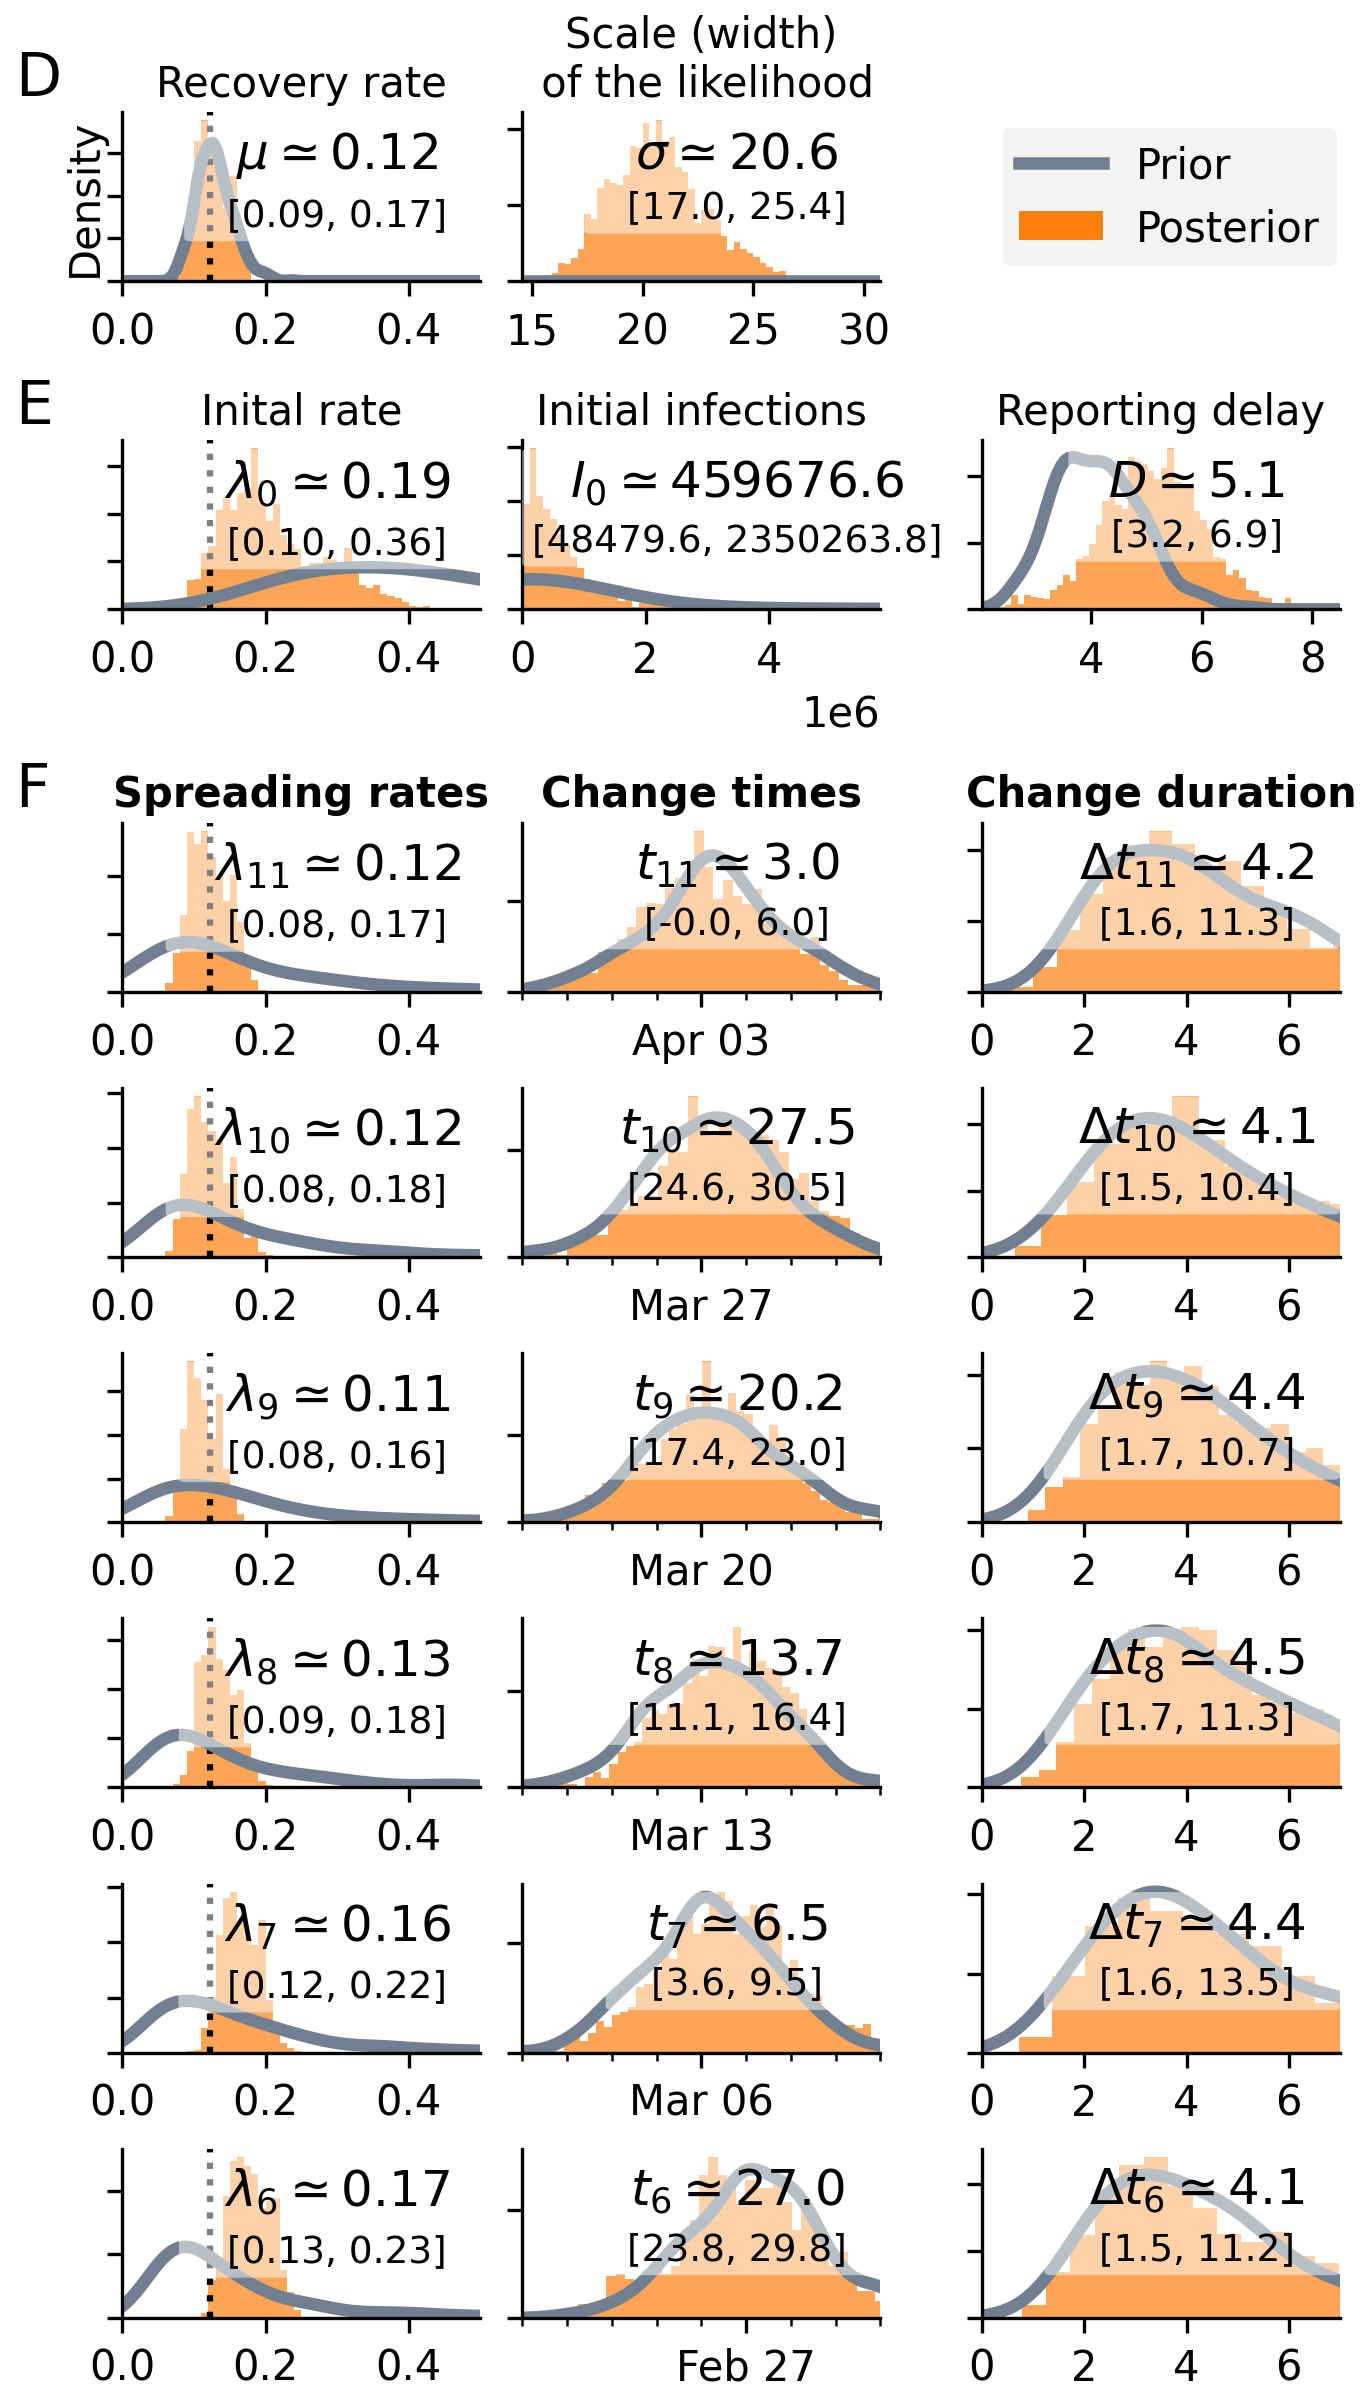 D
Recovery rate
Scale (width)
of the likelihood
Density
μ ≃ 0.12
[0.09, 0.17]
σ ≃ 20.6
[17.0, 25.4]
Prior
Posterior
0.0 0.2 0.4
15 20 25 30
E
Inital rate
Initial infections
Reporting delay
λ0 ≃ 0.19
[0.10, 0.36]
I0 ≃ 459676.6
[48479.6, 2350263.8]
D ≃ 5.1
[3.2, 6.9]
0.0 0.2 0.4
0 2 4
1e6
4 6 8
F
Spreading rates
Change times
Change duration
λ11 ≃ 0.12
[0.08, 0.17]
t11 ≃ 3.0
[-0.0, 6.0]
Δt11 ≃ 4.2
[1.6, 11.3]
0.0 0.2 0.4
Apr 03
0 2 4 6
λ10 ≃ 0.12
[0.08, 0.18]
t10 ≃ 27.5
[24.6, 30.5]
Δt10 ≃ 4.1
[1.5, 10.4]
0.0 0.2 0.4
Mar 27
0 2 4 6
λ9 ≃ 0.11
[0.08, 0.16]
t9 ≃ 20.2
[17.4, 23.0]
Δt9 ≃ 4.4
[1.7, 10.7]
0.0 0.2 0.4
Mar 20
0 2 4 6
λ8 ≃ 0.13
[0.09, 0.18]
t8 ≃ 13.7
[11.1, 16.4]
Δt8 ≃ 4.5
[1.7, 11.3]
0.0 0.2 0.4
Mar 13
0 2 4 6
λ7 ≃ 0.16
[0.12, 0.22]
t7 ≃ 6.5
[3.6, 9.5]
Δt7 ≃ 4.4
[1.6, 13.5]
0.0 0.2 0.4
Mar 06
0 2 4 6
λ6 ≃ 0.17
[0.13, 0.23]
t6 ≃ 27.0
[23.8, 29.8]
Δt6 ≃ 4.1
[1.5, 11.2]
0.0 0.2 0.4
Feb 27
0 2 4 6